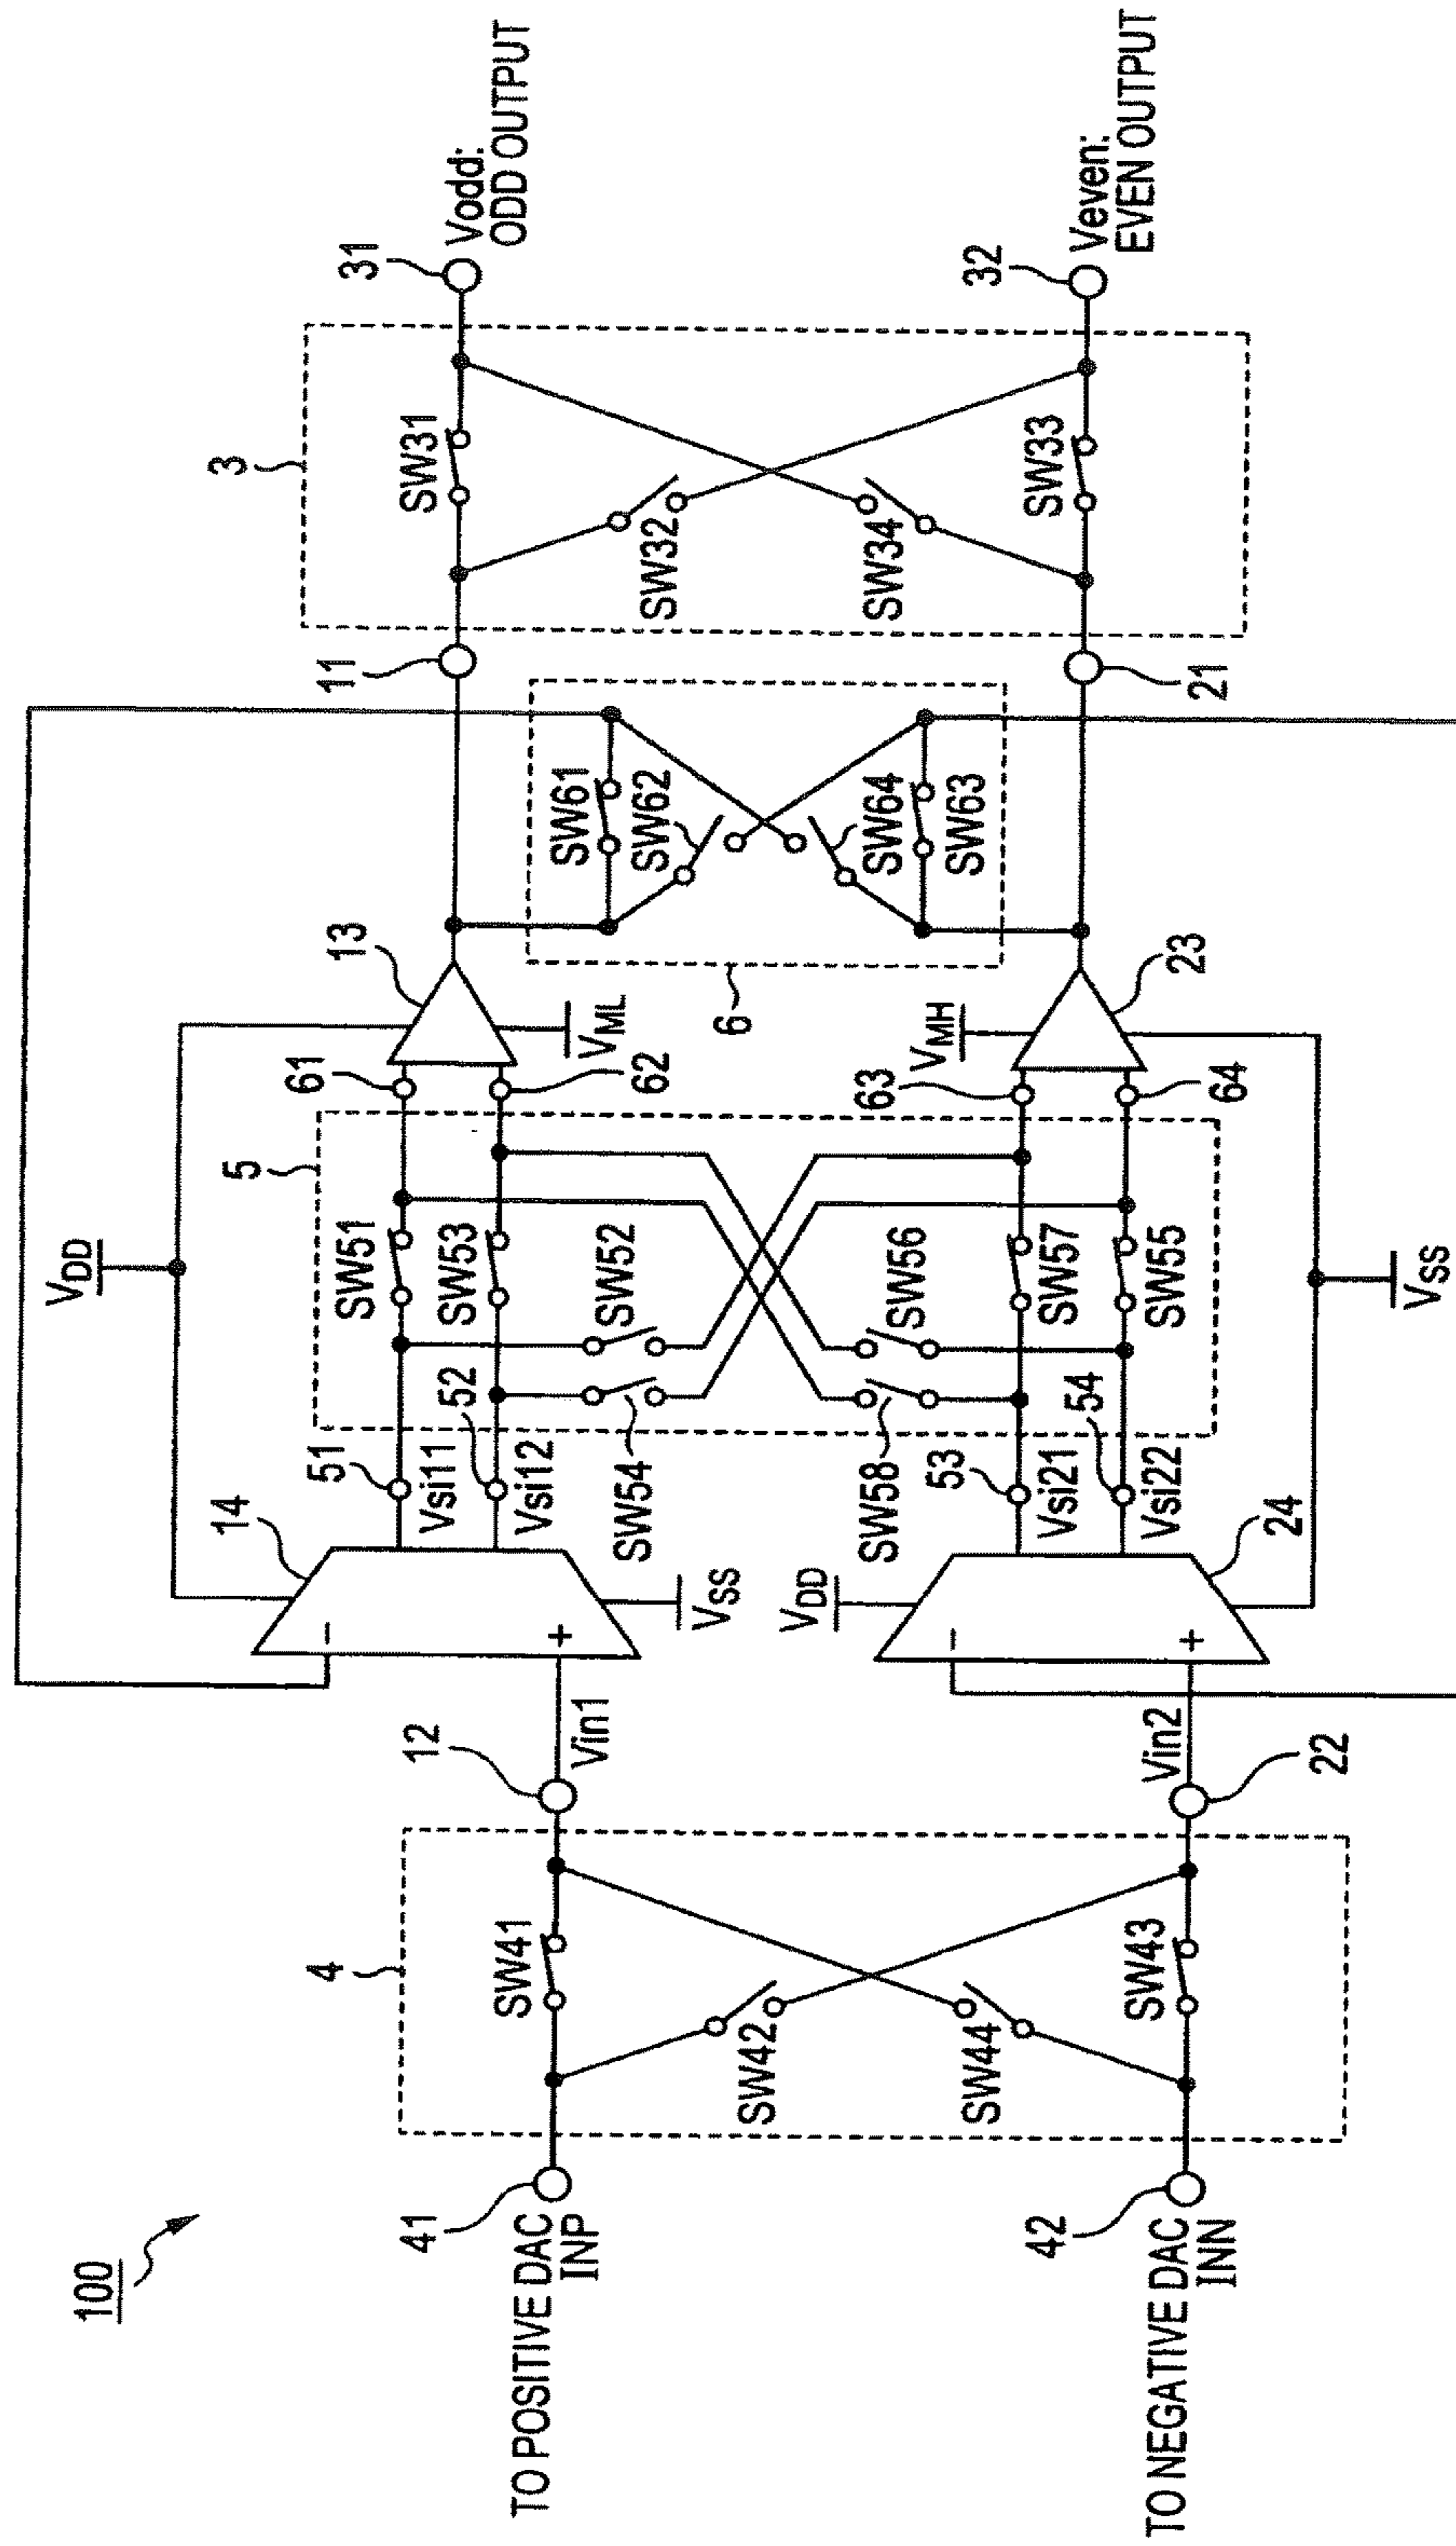 100
TO POSITIVE DAC
INP
41
TO NEGATIVE DAC
INN
42
4
SW41
SW42
SW44
SW43
12
Vin1
Vin2
22
14
-
+
VSS
VDD
-
+
24
VDD
51
Vsi11
52
Vsi12
SW54
SW58
53
Vsi21
54
Vsi22
5
SW51
SW53
SW52
SW56
SW57
SW55
VSS
61
62
63
64
13
VML
VMH
23
6
SW61
SW62
SW64
SW63
11
21
3
SW31
SW32
SW34
SW33
31
Vodd:
ODD OUTPUT
32
Veven:
EVEN OUTPUT